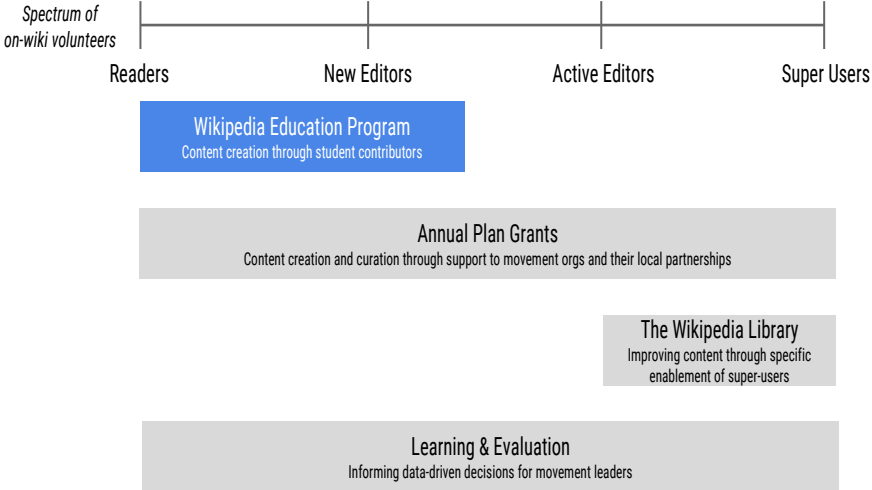 Spectrum of
on-wiki volunteers
Readers New Editors Active Editors Super Users
Wikipedia Education Program
Content creation through student contributors
Annual Plan Grants
Content creation and curation through support to movement orgs and their local partnerships
The Wikipedia Library
Improving content through specific
enablement of super-users
Learning & Evaluation
Informing data-driven decisions for movement leaders